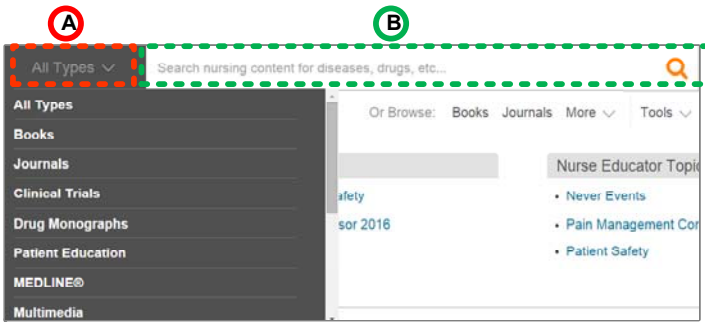 A
B
All Types
Search nursing content for diseases, drugs, etc...
All Types
Books
Journals
Clinical Trials
Drug Monographs
Patient Education
MEDLINE®
Multimedia
Or Browse: Books Journals More Tools
afety
sor 2016
Nurse Educator Topic
• Never Events
• Pain Management Cor
• Patient Safety